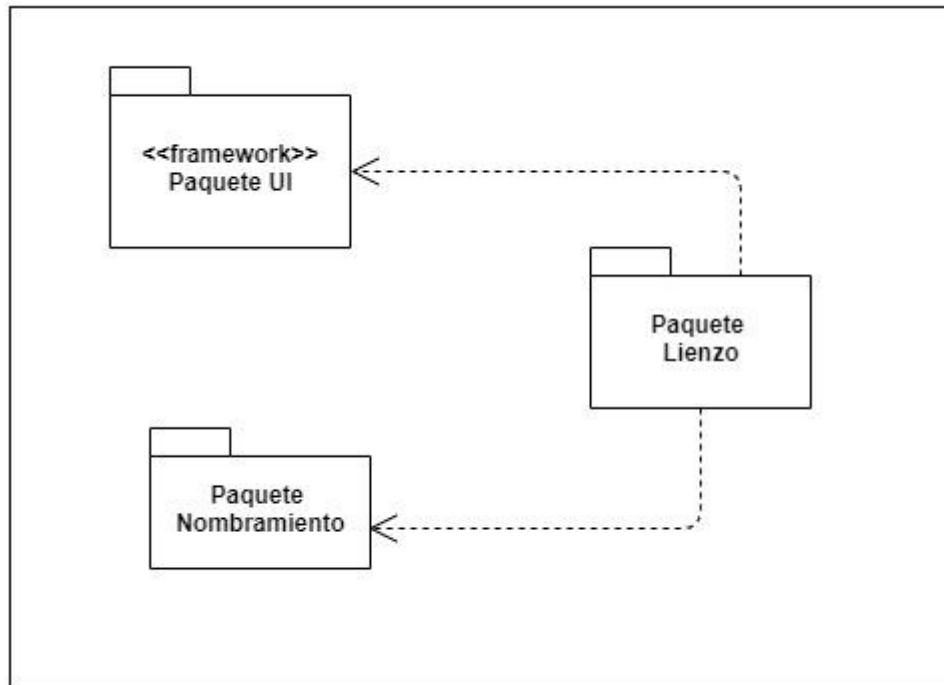 <<framework>>
Paquete UI
Paquete
Lienzo
Paquete
Nombramiento